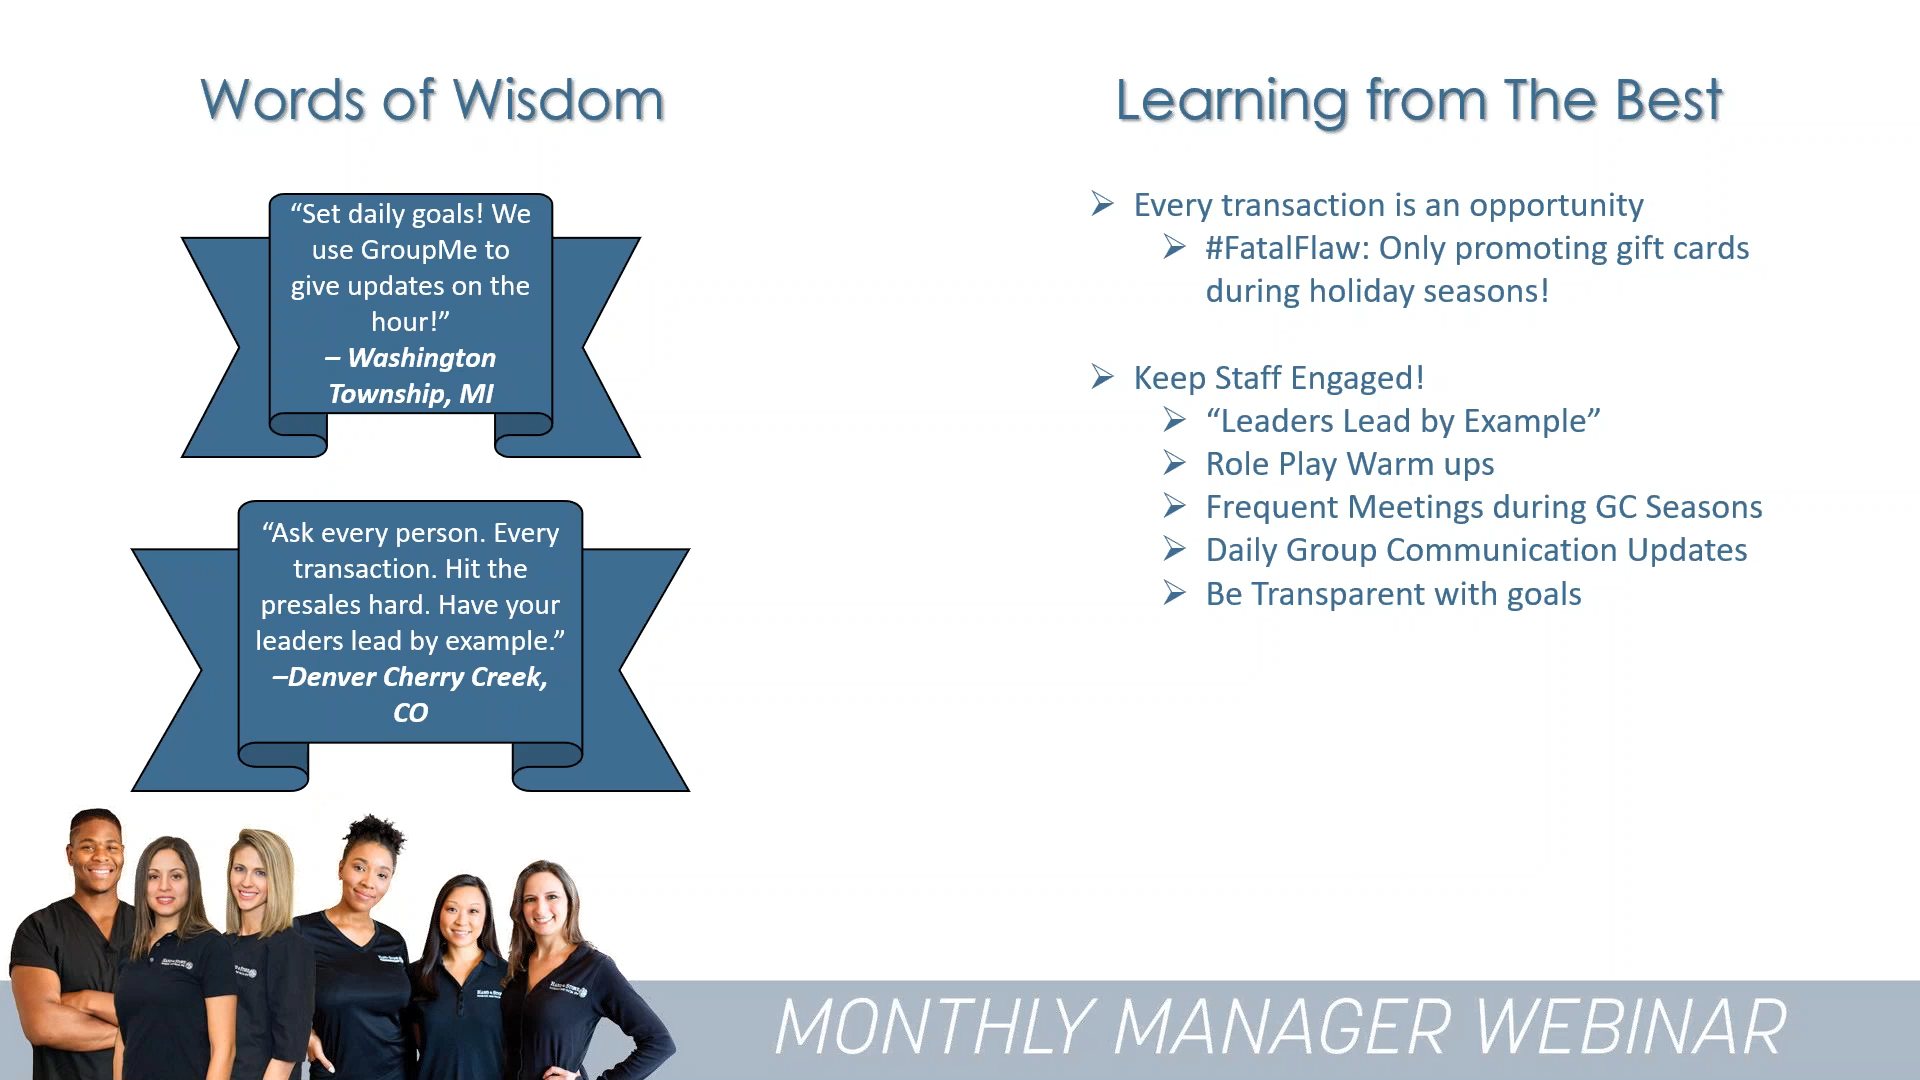 Words of Wisdom
“Set daily goals! We
use GroupMe to
give updates on the
hour!”
– Washington
Township, MI
“Ask every person. Every
transaction. Hit the
presales hard. Have your
leaders lead by example.”
–Denver Cherry Creek,
CO
Learning from The Best
Every transaction is an opportunity
#FatalFlaw: Only promoting gift cards
during holiday seasons!
Keep Staff Engaged!
“Leaders Lead by Example”
Role Play Warm ups
Frequent Meetings during GC Seasons
Daily Group Communication Updates
Be Transparent with goals
HAND & STONE
MONTHLY MANAGER WEBINAR